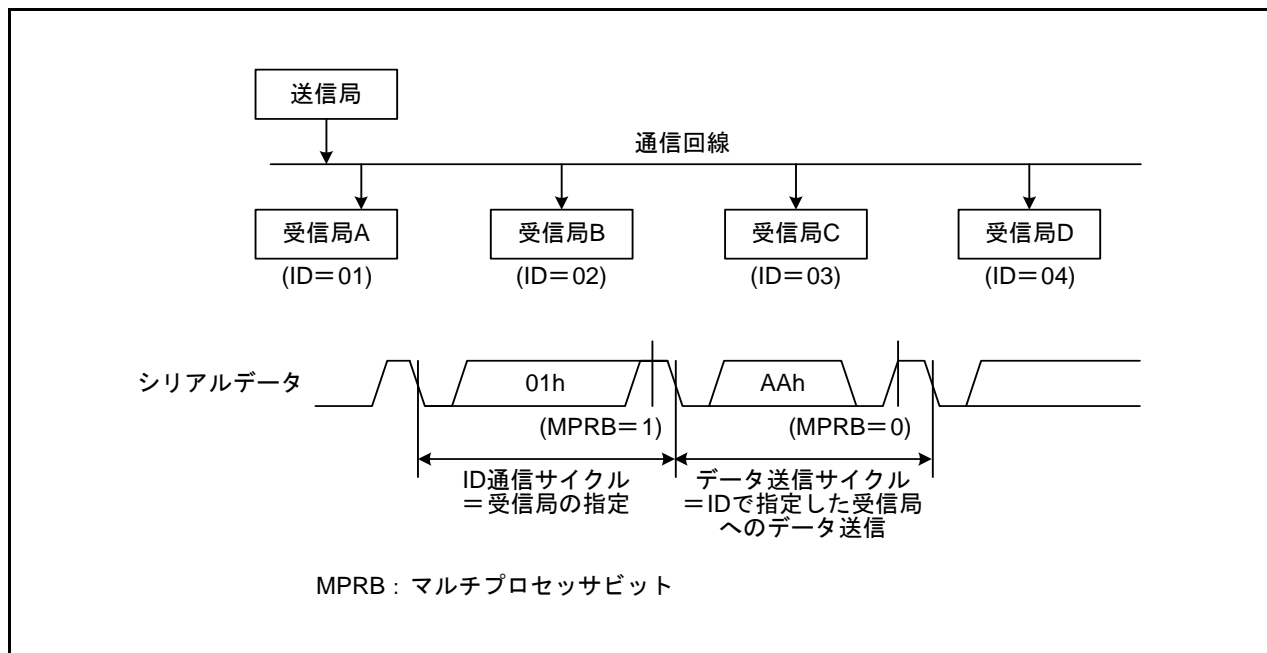 送信局
通信回線
受信局A
受信局B
受信局C
受信局D
(ID＝01)
(ID＝02)
(ID＝03)
(ID＝04)
シリアルデータ
01h
AAh
(MPRB＝1)
(MPRB＝0)
ID通信サイクル
＝受信局の指定
データ送信サイクル
＝IDで指定した受信局
へのデータ送信
MPRB : マルチプロセッサビット